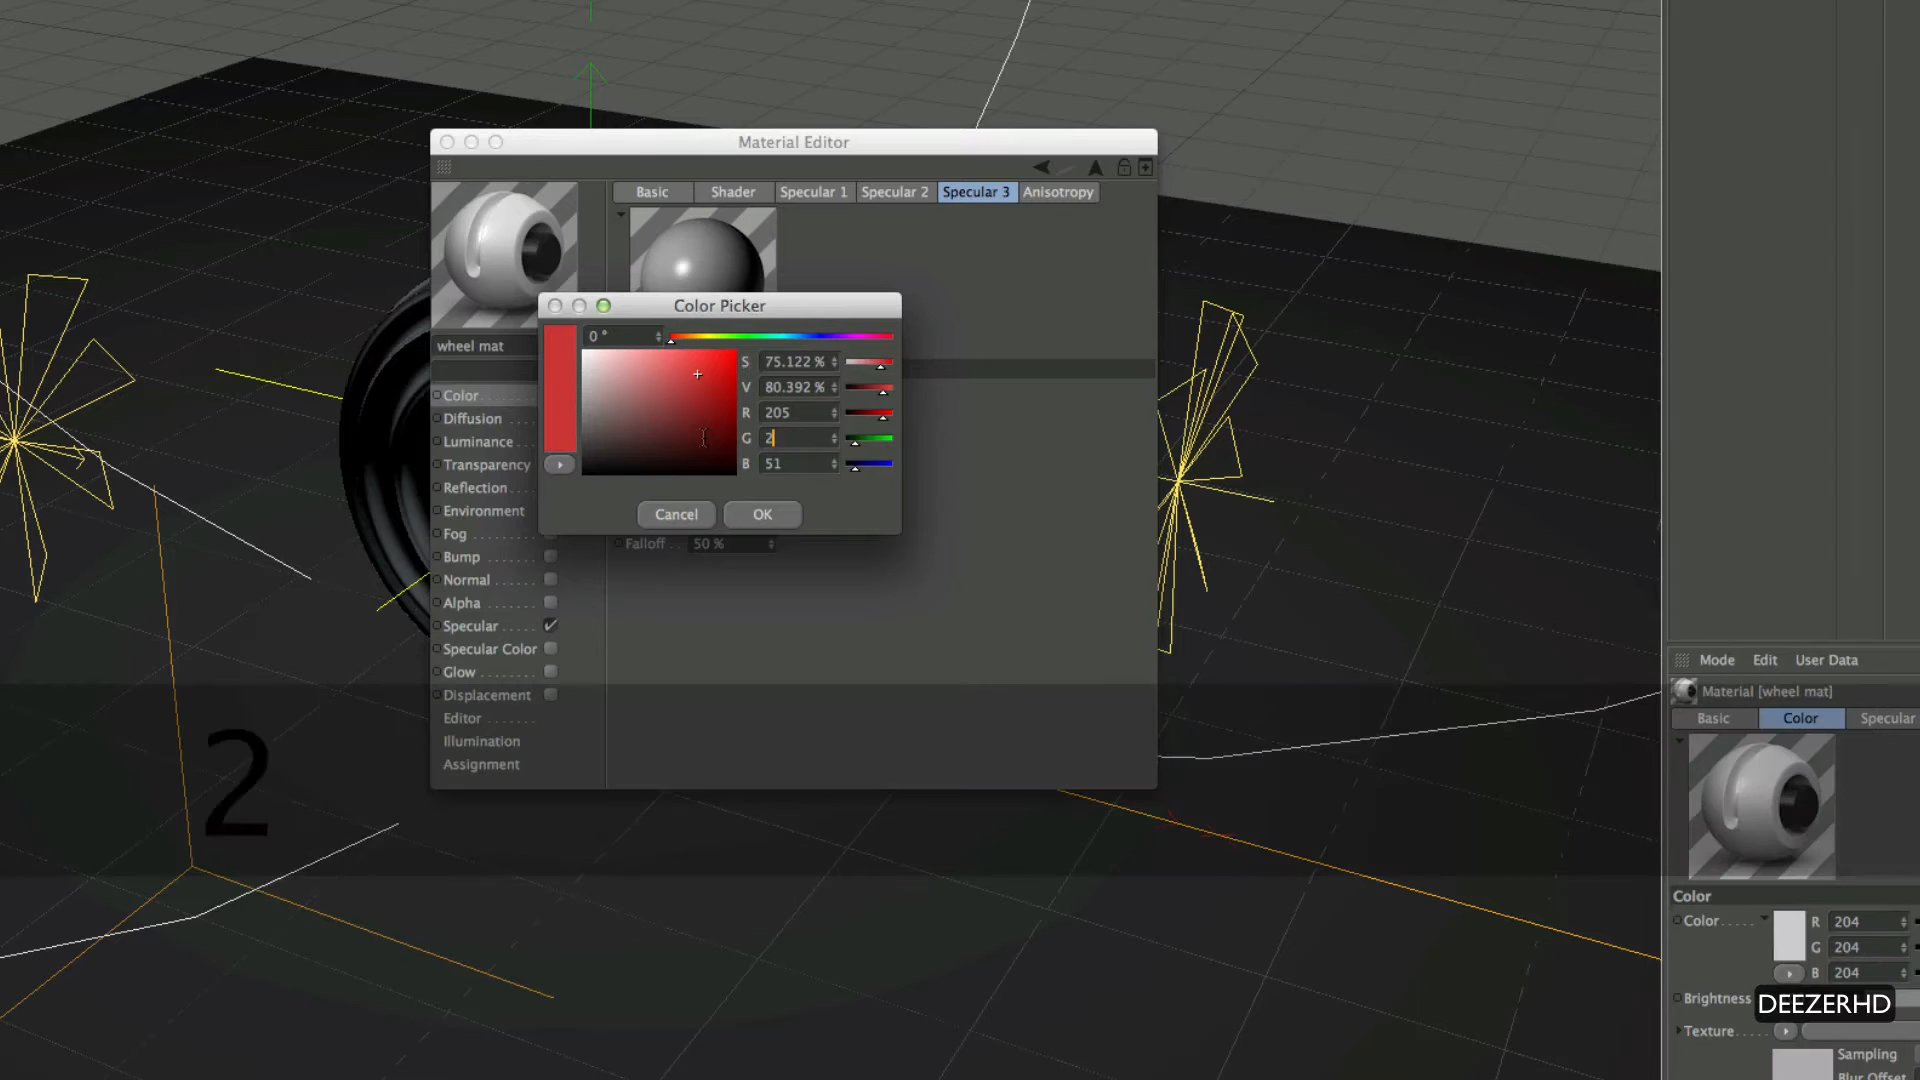 Material Editor
Basic Shader Specular 1 Specular 2 Specular 3 Anisotropy
Color Picker
0 °
wheel mat
S 75.122 %
V 80.392 %
R 205
G 2
B 51
Cancel OK
Color
Diffusion
Luminance
Transparency
Reflection
Environment
Fog
Falloff . . 50 %
Bump
Normal
Alpha
Specular
Specular Color
Glow
Displacement
Editor
Illumination
Assignment
2
Mode Edit User Data
Material [wheel mat]
Basic Color Specular
Color
Color R 204
G 204
B 204
Brightness
DEEZERHD
Texture
Sampling
Blur Offset